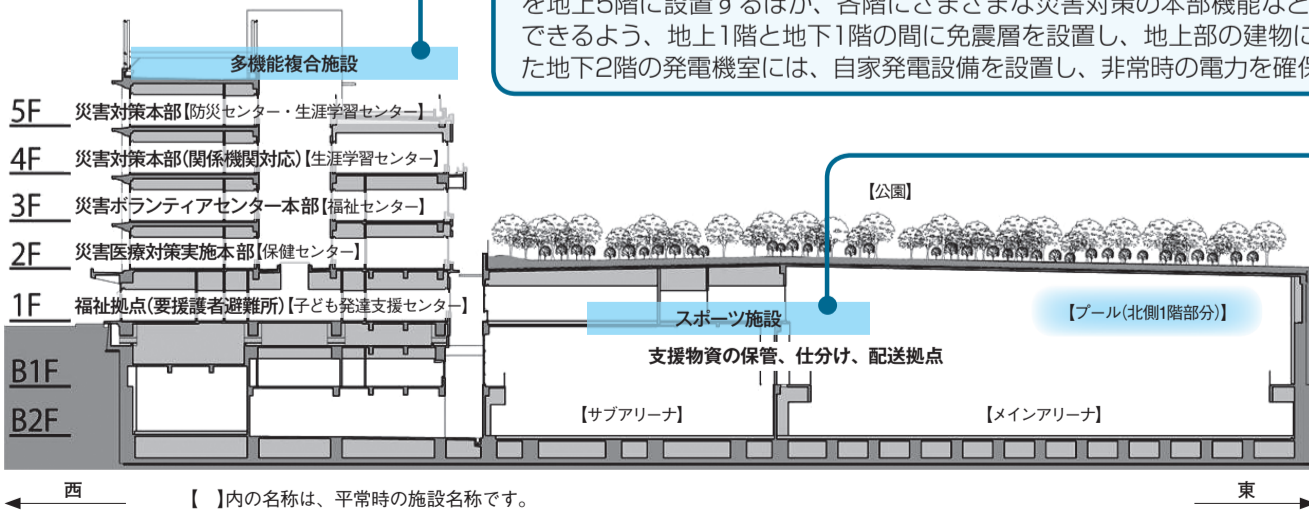 を地上5階に設置するほか、各階にさまざまな災害対策の本部機能など
できるよう、地上1階と地下1階の間に免震層を設置し、地上部の建物に
た地下2階の発電機室には、自家発電設備を設置し、非常時の電力を確保
多機能複合施設
5F 災害対策本部【防災センター・生涯学習センター】
4F 災害対策本部(関係機関対応)【生涯学習センター】
3F 災害ボランティアセンター本部【福祉センター】
2F 災害医療対策実施本部【保健センター】
1F 福祉拠点(要援護者避難所)【子ども発達支援センター】
B1F
B2F
【公園】
スポーツ施設
【プール(北側1階部分)】
支援物資の保管、仕分け、配送拠点
【サブアリーナ】
【メインアリーナ】
西
【 】内の名称は、平常時の施設名称です。
東